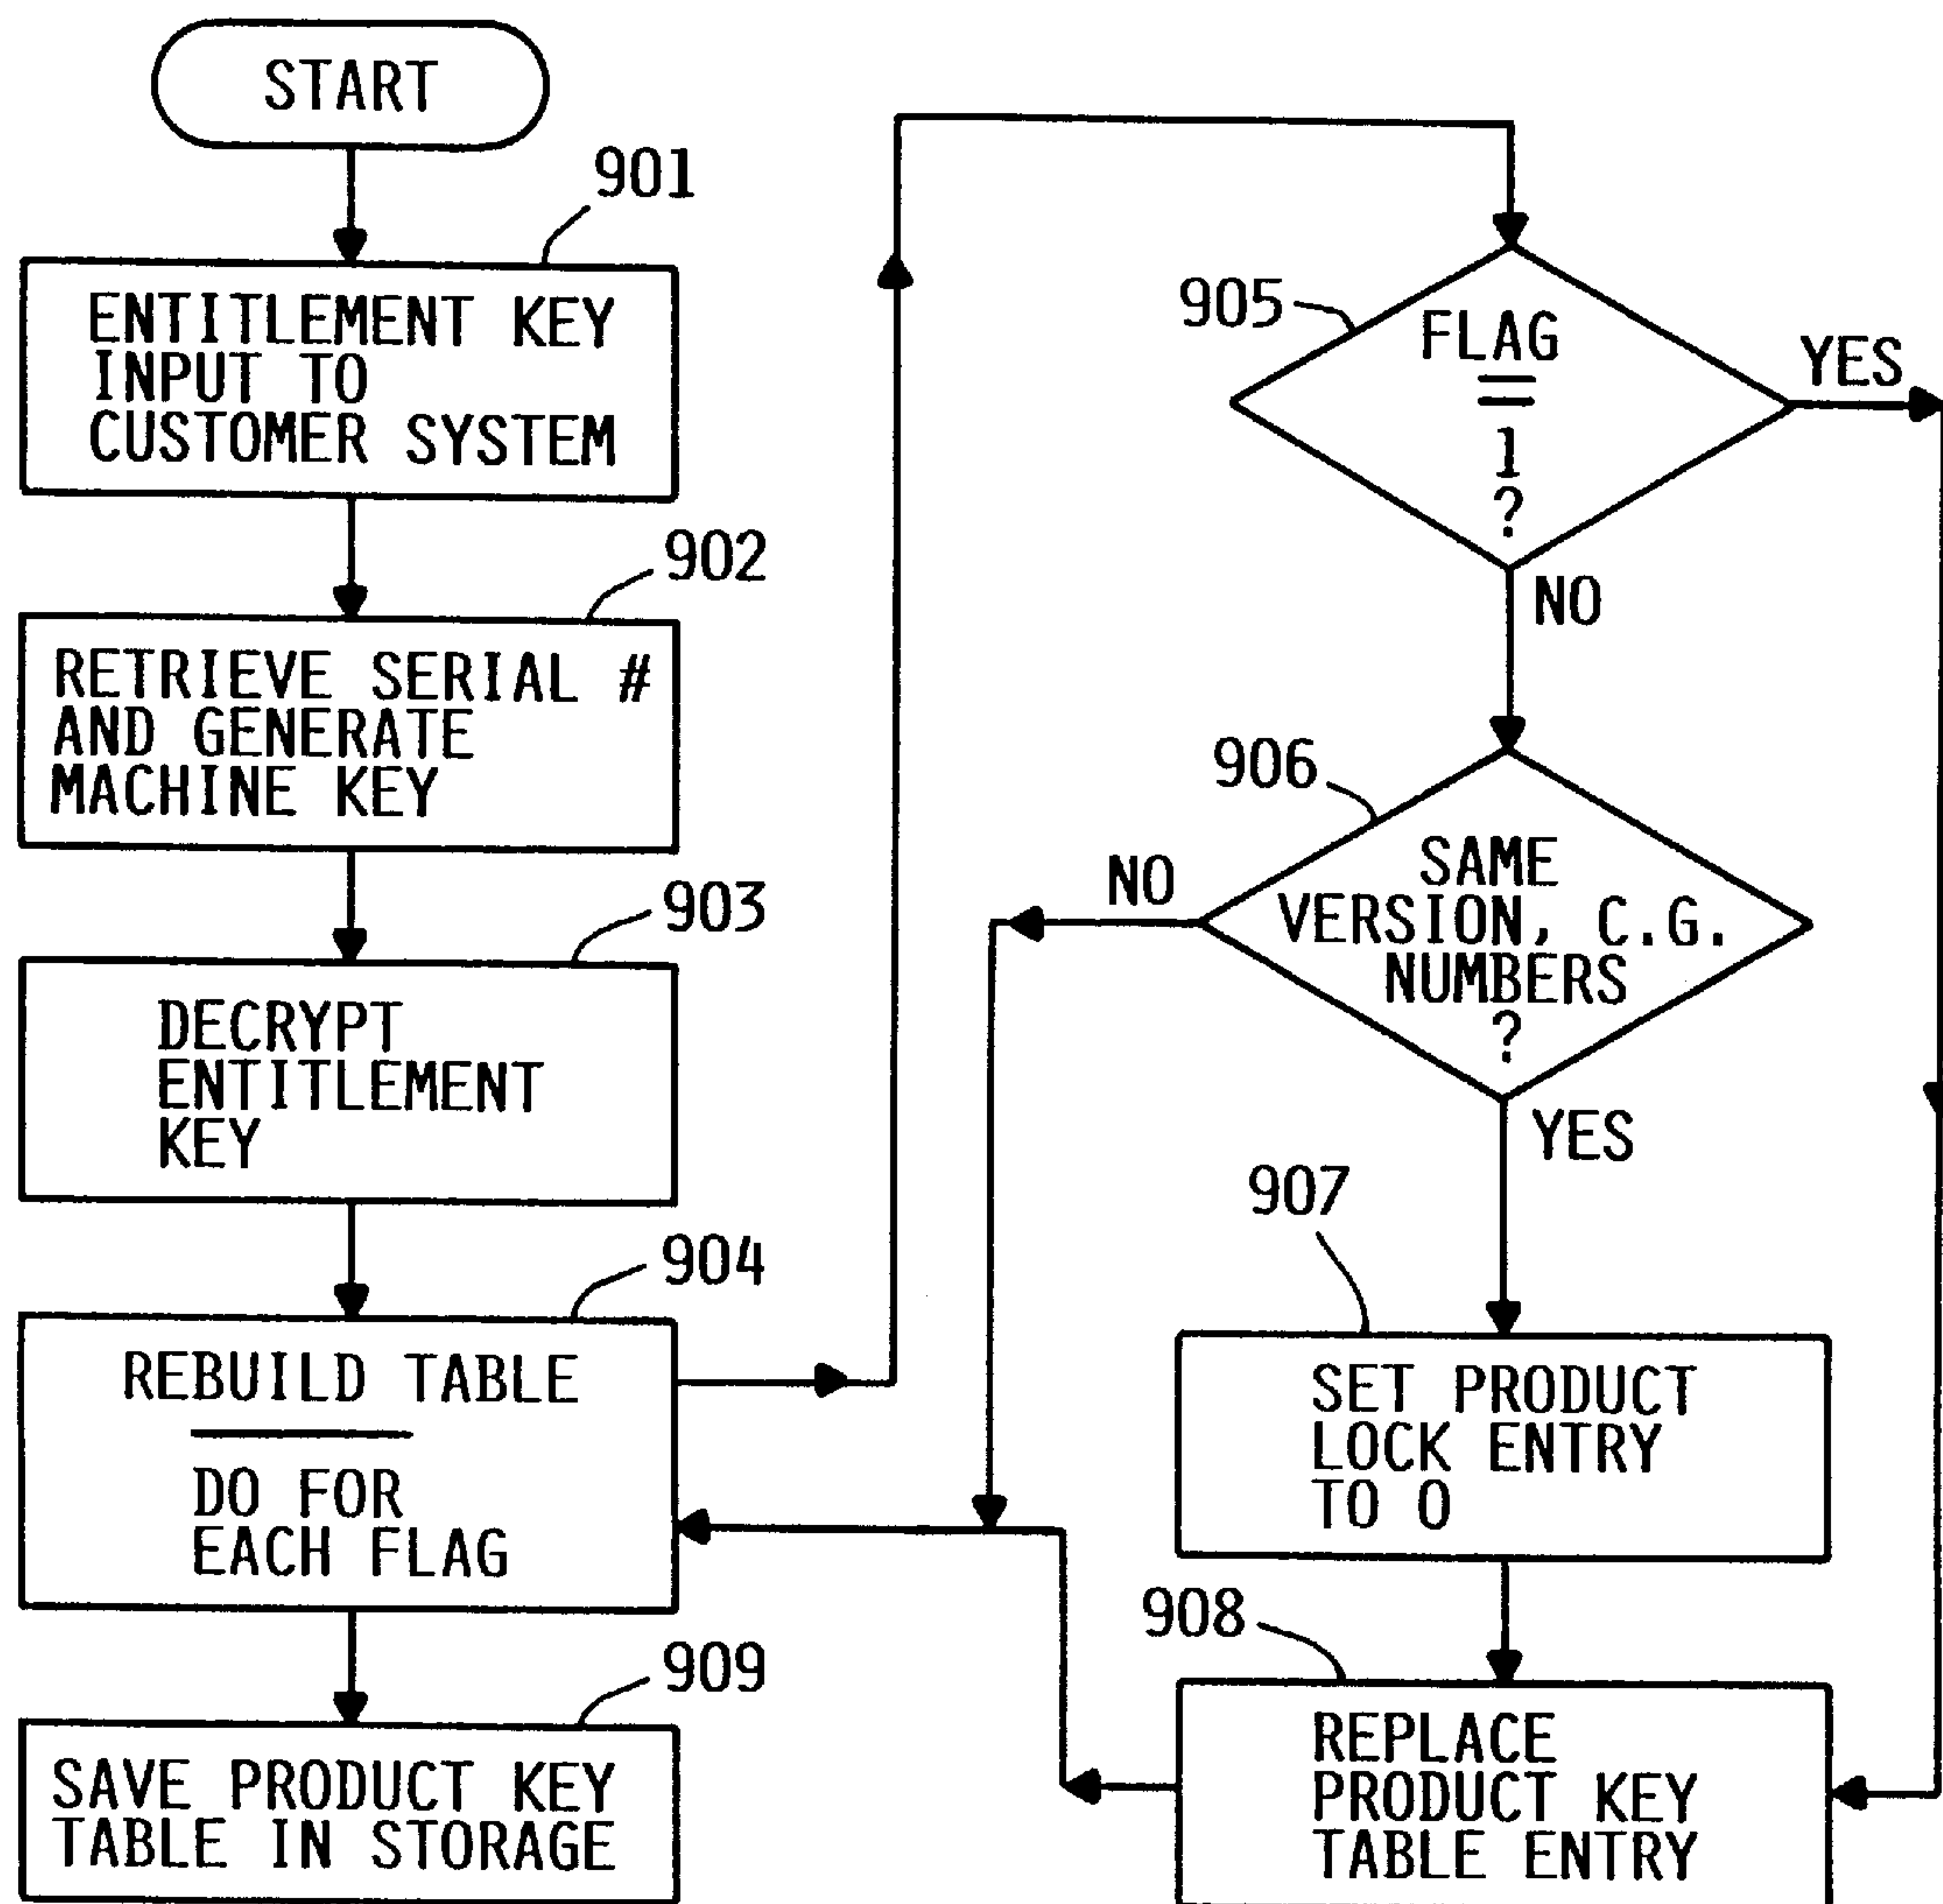 START
901
ENTITLEMENT KEY
INPUT TO
CUSTOMER SYSTEM
902
RETRIEVE SERIAL #
AND GENERATE
MACHINE KEY
903
DECRYPT
ENTITLEMENT
KEY
904
REBUILD TABLE
DO FOR
EACH FLAG
909
SAVE PRODUCT KEY
TABLE IN STORAGE
905
FLAG
=
1
?
YES
NO
906
SAME
VERSION, C.G.
NUMBERS
?
NO
YES
907
SET PRODUCT
LOCK ENTRY
TO 0
908
REPLACE
PRODUCT KEY
TABLE ENTRY